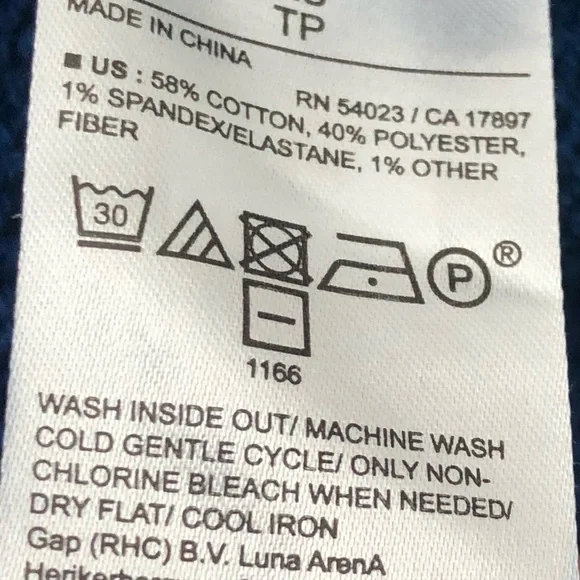 TP
MADE IN CHINA
RN 54023 / CA 17897
US : 58% COTTON, 40% POLYESTER,
1% SPANDEX/ELASTANE, 1% OTHER
FIBER
30
P
®
1166
WASH INSIDE OUT/ MACHINE WASH
COLD GENTLE CYCLE/ ONLY NON-
CHLORINE BLEACH WHEN NEEDED/
DRY FLAT/ COOL IRON
Gap (RHC) B.V. Luna ArenA